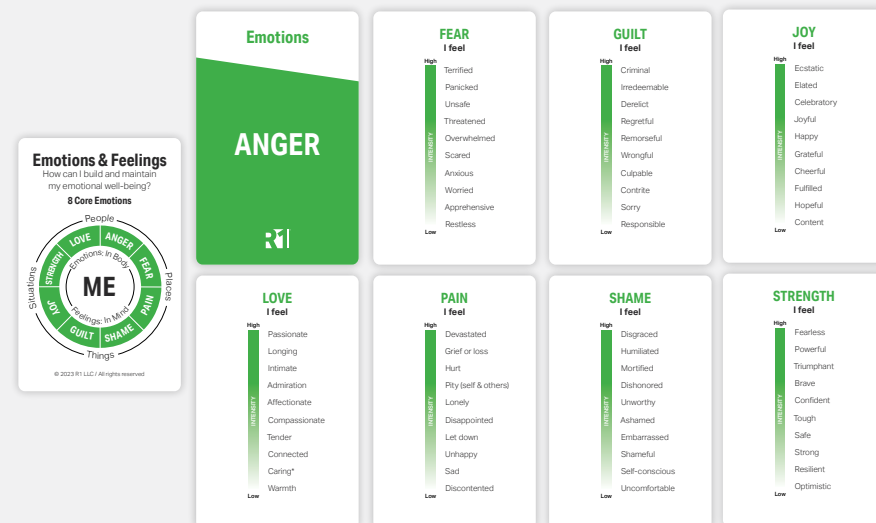 Emotions & Feelings
How can I build and maintain
my emotional well-being?
8 Core Emotions
People
LOVE
ANGER
STRENGTH
FEAR
Emotions: In Body
Situations
ME
Places
JOY
PAIN
Feelings: In Mind
GUILT
SHAME
Things
© 2023 R1 LLC / All rights reserved
Emotions
ANGER
R1
FEAR
I feel
High
INTENSITY
Terrified
Panicked
Unsafe
Threatened
Overwhelmed
Scared
Anxious
Worried
Apprehensive
Restless
Low
GUILT
I feel
High
INTENSITY
Criminal
Irredeemable
Derelict
Regretful
Remorseful
Wrongful
Culpable
Contrite
Sorry
Responsible
Low
JOY
I feel
High
INTENSITY
Ecstatic
Elated
Celebratory
Joyful
Happy
Grateful
Cheerful
Fulfilled
Hopeful
Content
Low
LOVE
I feel
High
INTENSITY
Passionate
Longing
Intimate
Admiration
Affectionate
Compassionate
Tender
Connected
Caring*
Warmth
Low
PAIN
I feel
High
INTENSITY
Devastated
Grief or loss
Hurt
Pity (self & others)
Lonely
Disappointed
Let down
Unhappy
Sad
Discontented
Low
SHAME
I feel
High
INTENSITY
Disgraced
Humiliated
Mortified
Dishonored
Unworthy
Ashamed
Embarrassed
Shameful
Self-conscious
Uncomfortable
Low
STRENGTH
I feel
High
INTENSITY
Fearless
Powerful
Triumphant
Brave
Confident
Tough
Safe
Strong
Resilient
Optimistic
Low